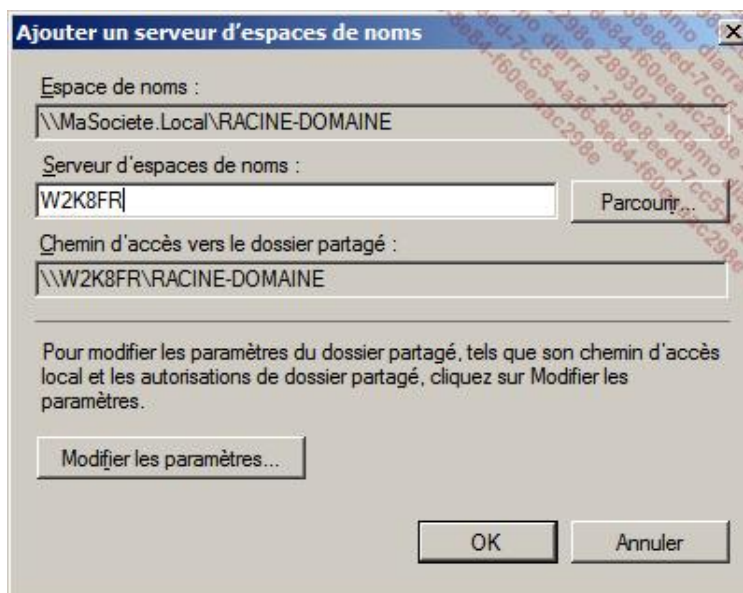 Ajouter un serveur d'espaces de noms
Espace de noms :
\\MaSociete.Local\RACINE-DOMAINE
Serveur d'espaces de noms :
W2K8FR
Parcourir...
Chemin d'accès vers le dossier partagé :
\\W2K8FR\RACINE-DOMAINE
Pour modifier les paramètres du dossier partagé, tels que son chemin d'accès
local et les autorisations de dossier partagé, cliquez sur Modifier les
paramètres.
Modifier les paramètres...
OK
Annuler